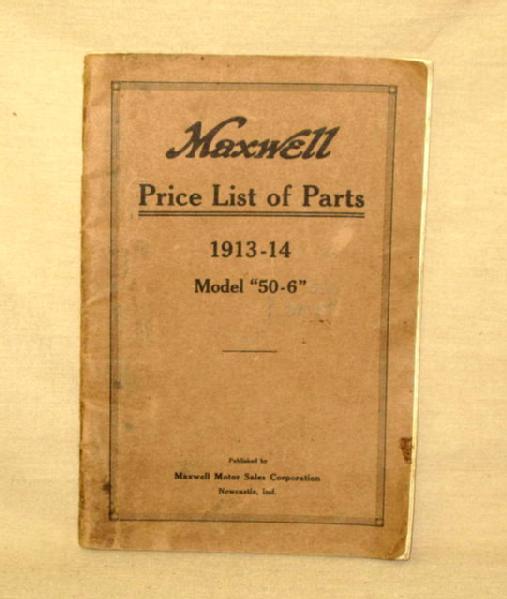 Maxwell
Price List of Parts
1913-14
Model "50-6"
Published by
Maxwell Motor Sales Corporation
Newcastle, Ind.